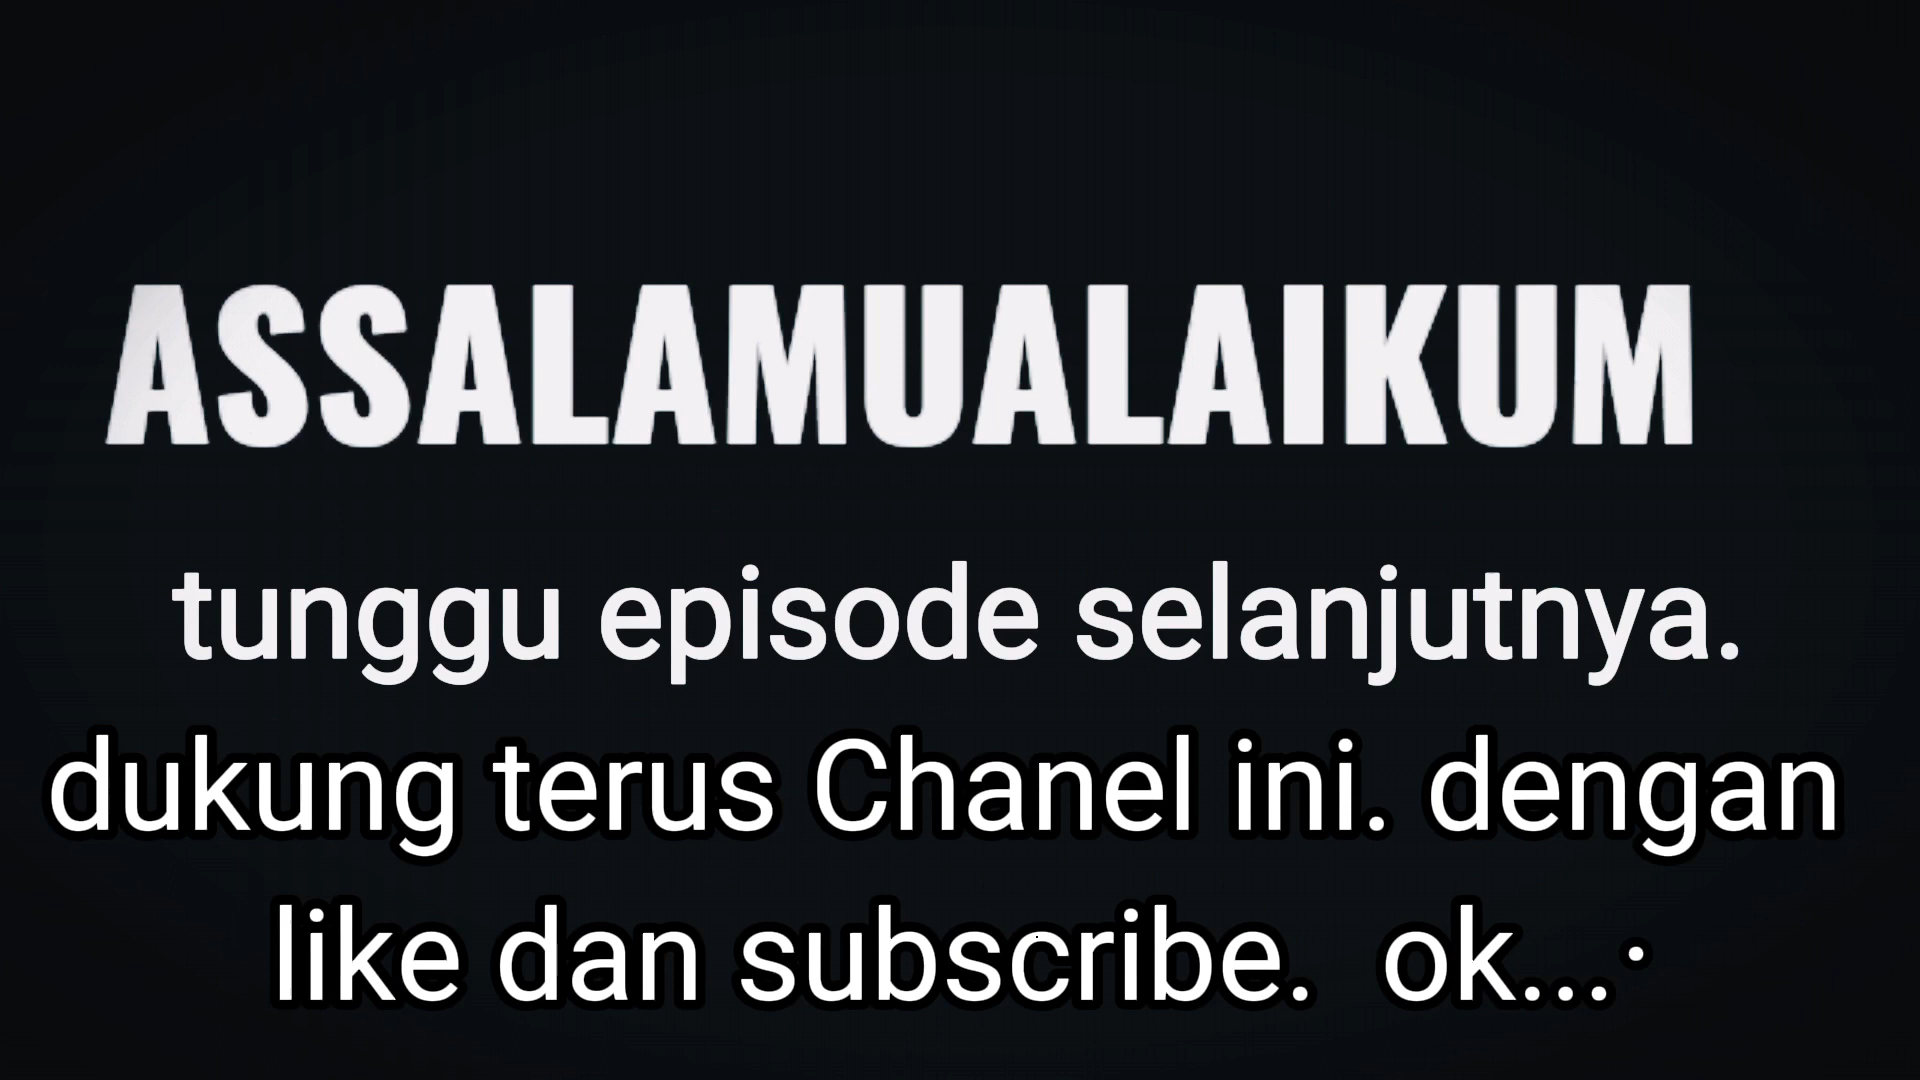 ASSALAMUALAIKUM
tunggu episode selanjutnya.
dukung terus Chanel ini. dengan
like dan subscribe.  ok...·